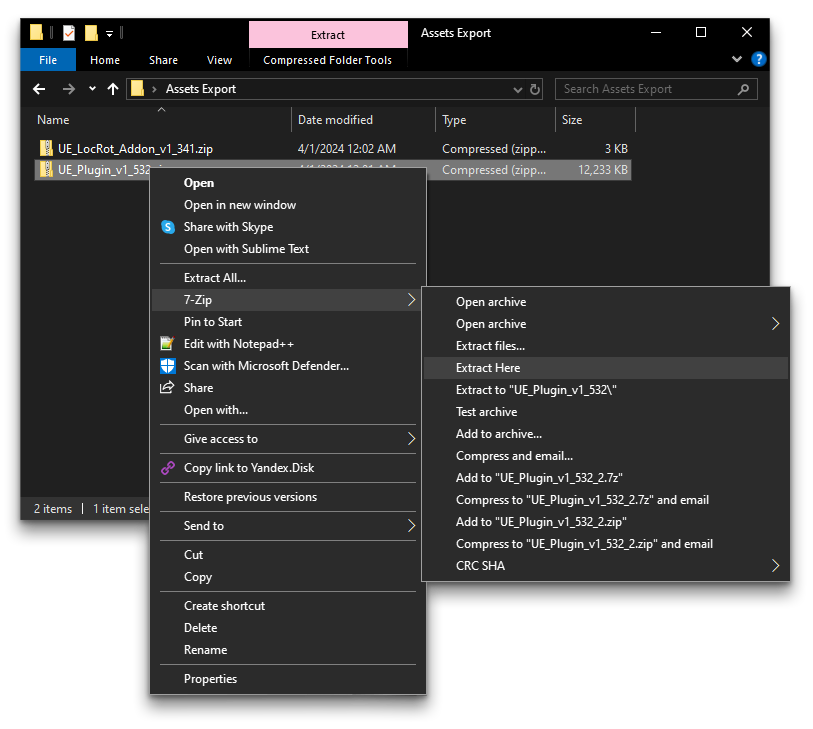 Extract
Assets Export
File
Home
Share
View
Compressed Folder Tools
?
Assets Export
Search Assets Export
Name
Date modified
Type
Size
UE_LocRot_Addon_v1_341.zip
4/1/2024 12:02 AM
Compressed (zipp...
3 KB
UE_Plugin_v1_532
Compressed (zipp...
12,233 KB
Open
Open in new window
Share with Skype
Open with Sublime Text
Extract All...
7-Zip
Pin to Start
Edit with Notepad++
Scan with Microsoft Defender...
Share
Open with...
Give access to
Copy link to Yandex.Disk
Restore previous versions
Send to
Cut
Copy
Create shortcut
Delete
Rename
Properties
Open archive
Open archive
Extract files...
Extract Here
Extract to "UE_Plugin_v1_532\"
Test archive
Add to archive...
Compress and email...
Add to "UE_Plugin_v1_532_2.7z"
Compress to "UE_Plugin_v1_532_2.7z" and email
Add to "UE_Plugin_v1_532_2.zip"
Compress to "UE_Plugin_v1_532_2.zip" and email
CRC SHA
2 items
1 item sele